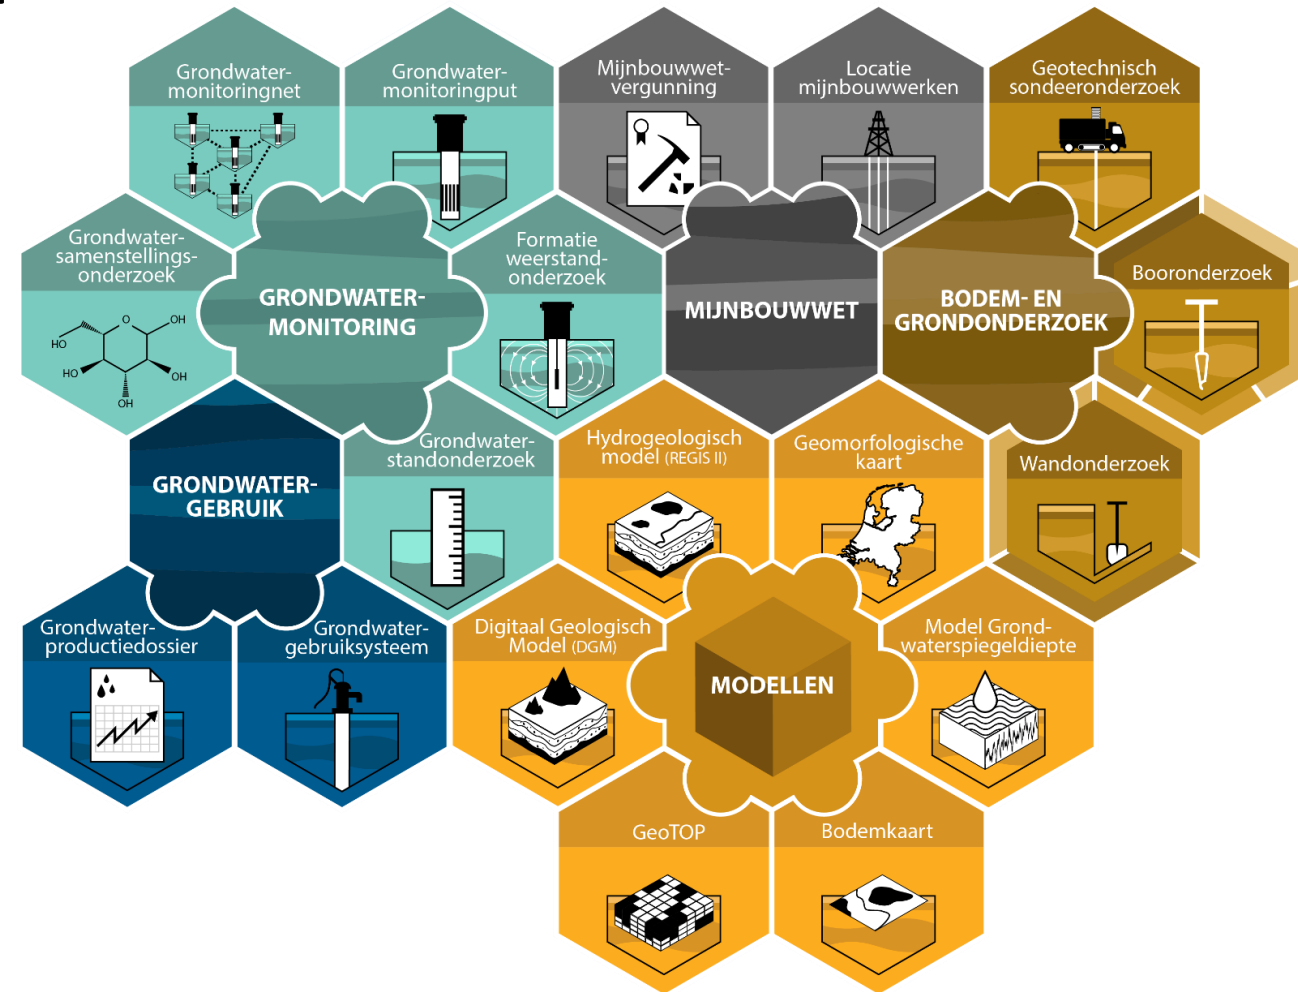 Grondwater-
monitoringnet
Grondwater-
monitoringput
Mijnbouwwet-
vergunning
Locatie
mijnbouwwerken
Geotechnisch
sondeeronderzoek
Grondwater-
samenstellings-
onderzoek
O
OH
HO
HO
OH
OH
GRONDWATER-
MONITORING
Formatie
weerstand-
onderzoek
MIJNBOUWWET
BODEM- EN
GRONDONDERZOEK
Booronderzoek
GRONDWATER-
GEBRUIK
Grondwater-
standonderzoek
Hydrogeologisch
model (REGIS II)
Geomorfologische
kaart
Wandonderzoek
Grondwater-
productiedossier
Grondwater-
gebruiksysteem
Digitaal Geologisch
Model (DGM)
MODELLEN
Model Grond-
waterspiegeldiepte
GeoTOP
Bodemkaart